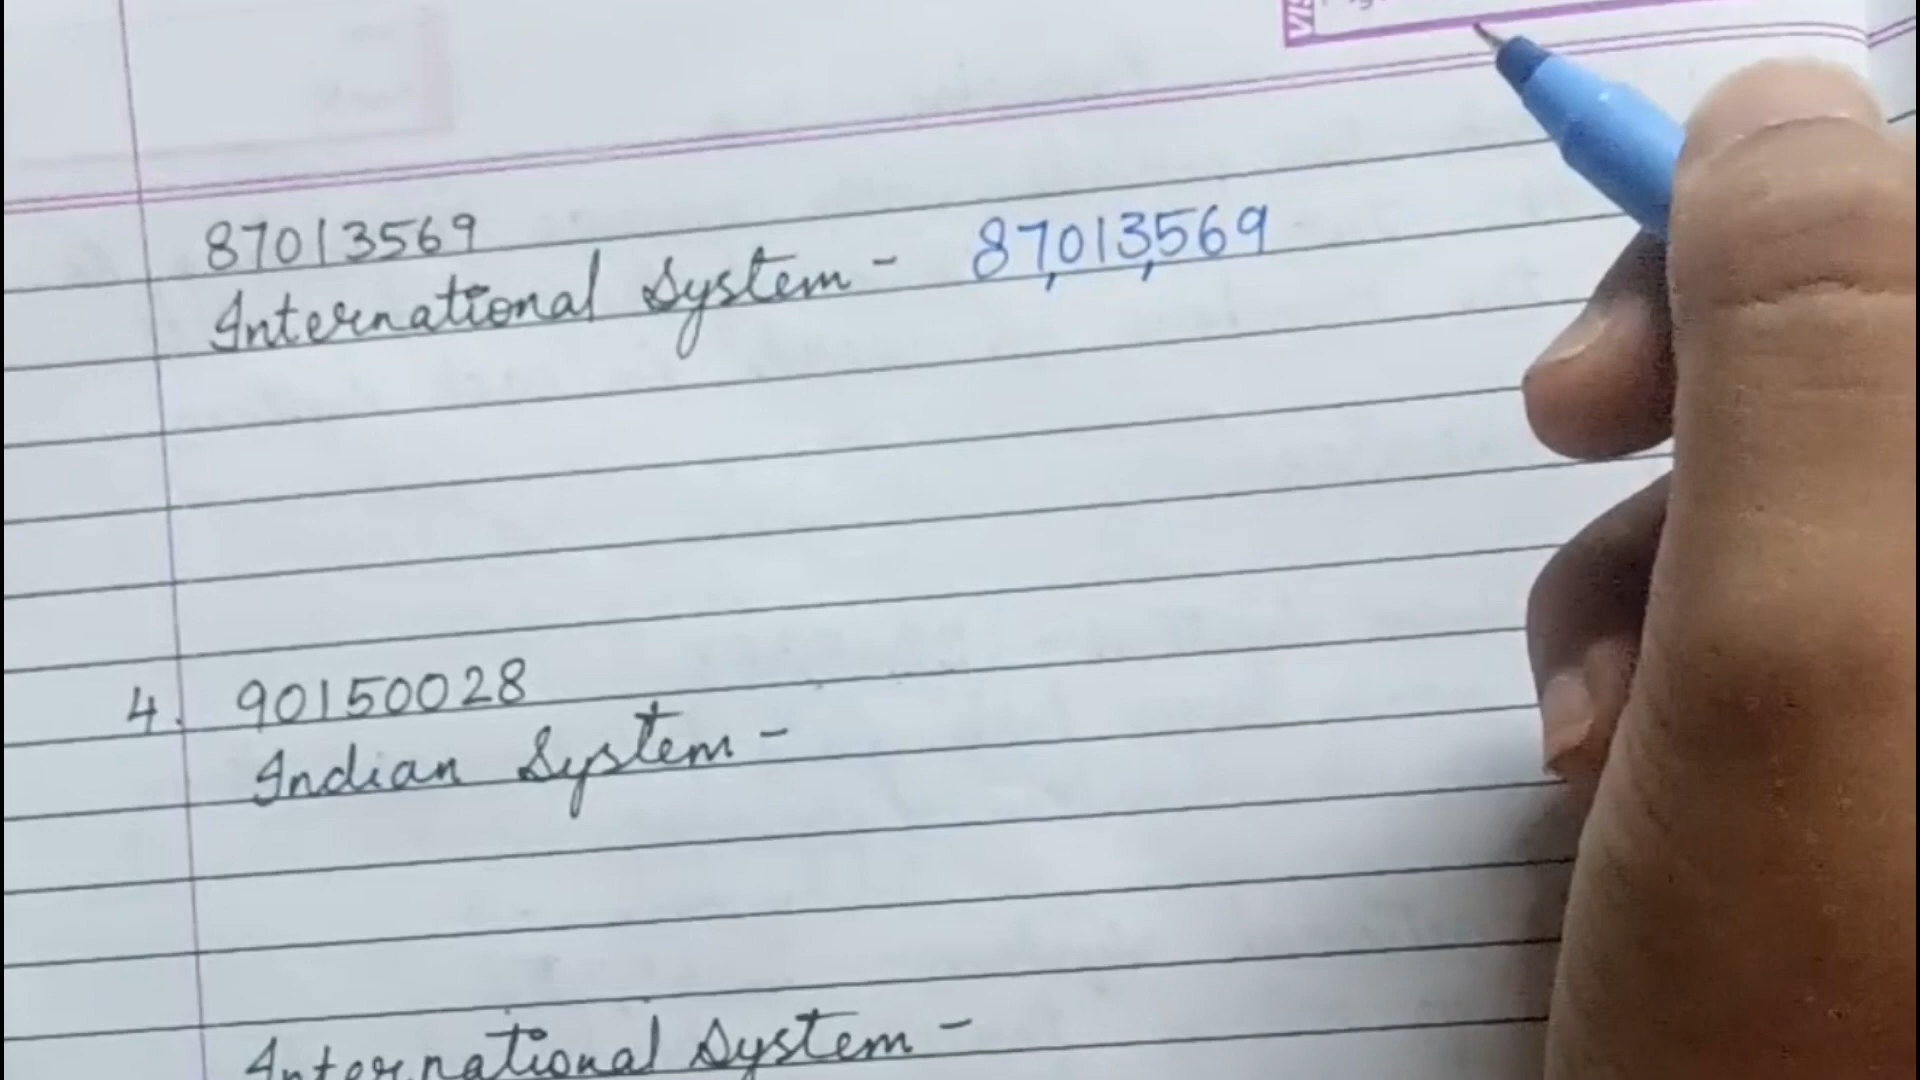 87013569
International System - 87,013,569
4. 90150028
Indian System -
International System -